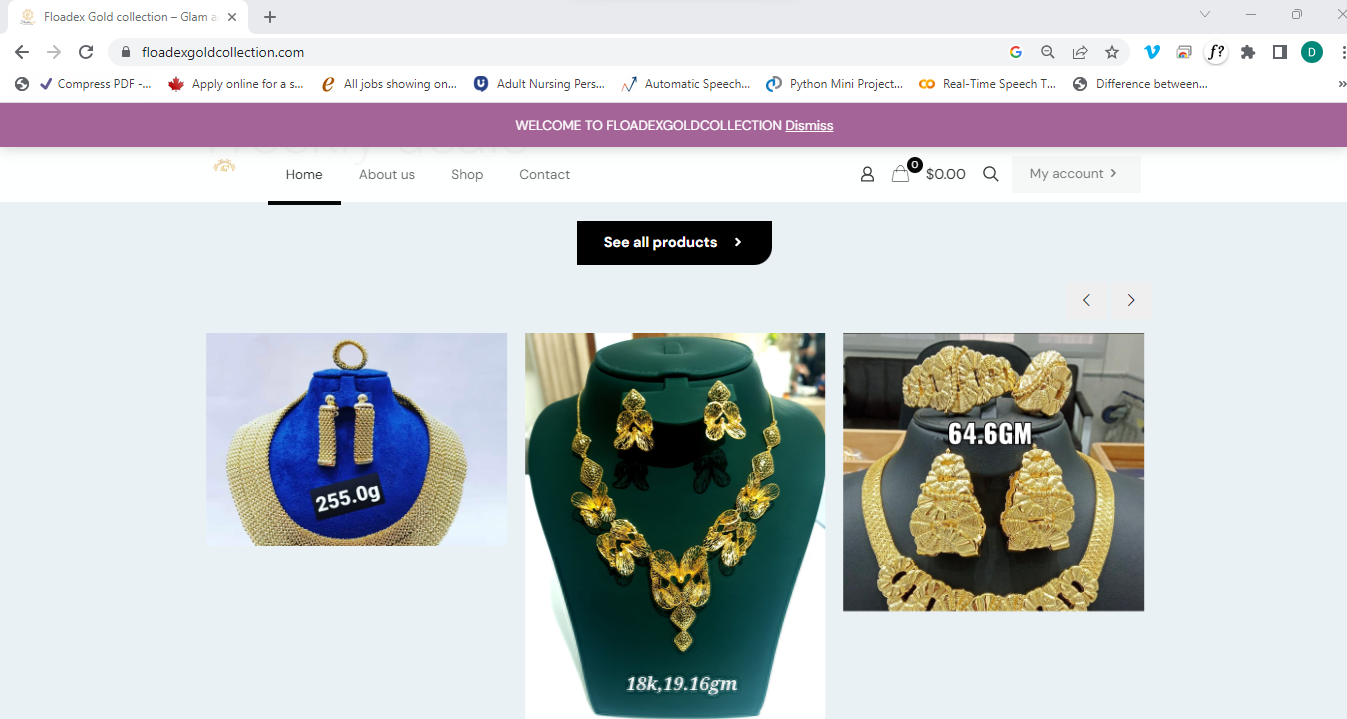 Floadex Gold collection – Glam a
floadexgoldcollection.com
f?
D
Compress PDF -...
Apply online for a s...
All jobs showing on...
Adult Nursing Pers...
Automatic Speech...
Python Mini Project...
Real-Time Speech T...
Difference between...
WELCOME TO FLOADEXGOLDCOLLECTION Dismiss
Home
About us
Shop
Contact
0
$0.00
My account
See all products
255.0g
18k,19.16gm
64.6GM